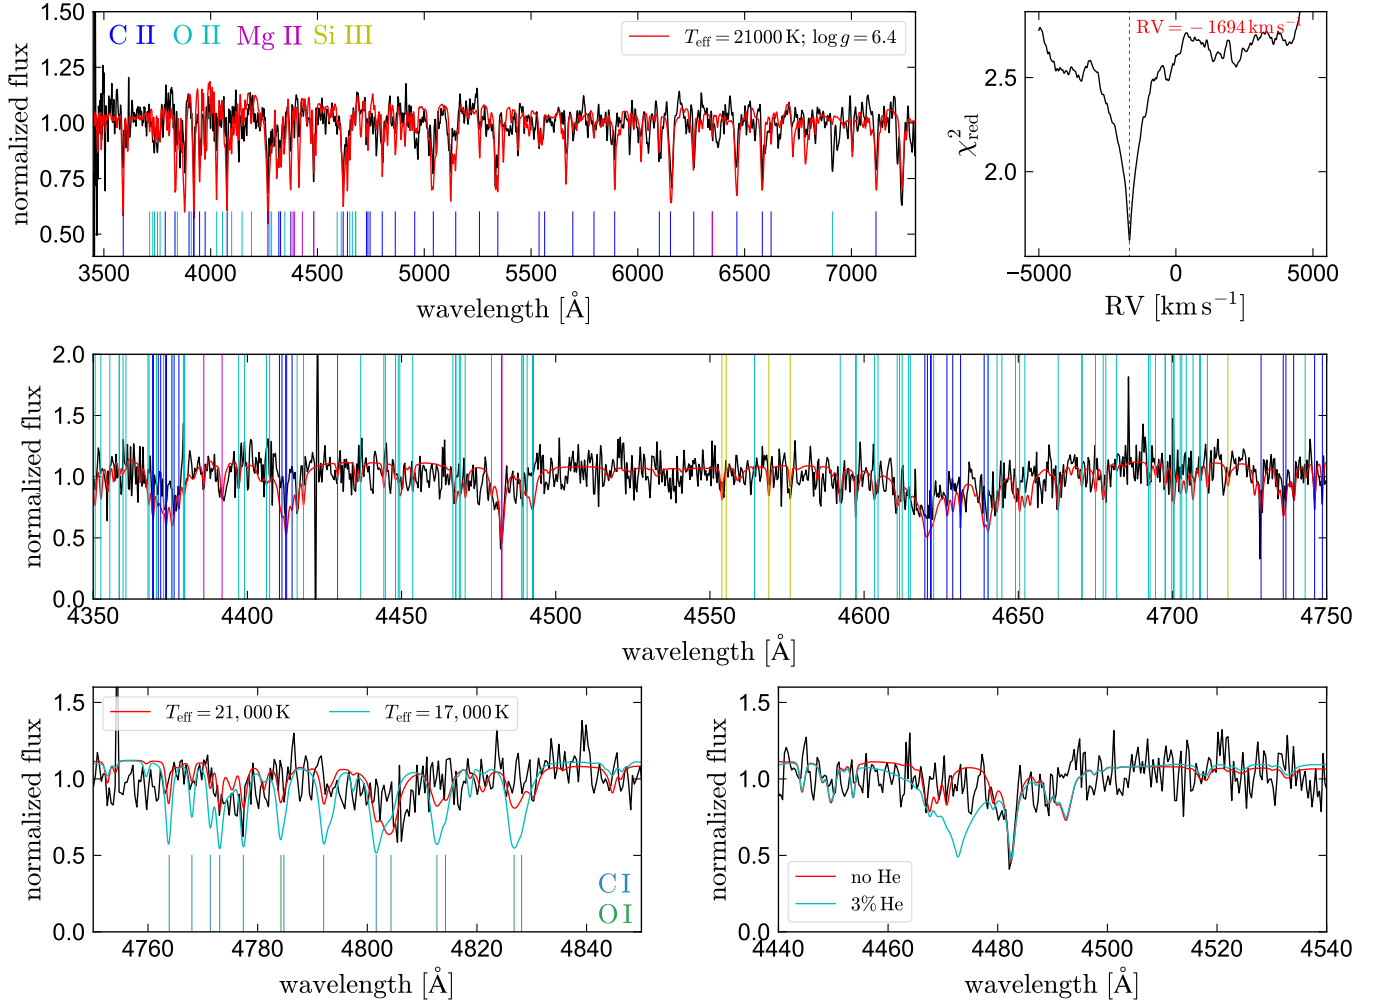 1.50
1.25
1.00
0.75
0.50
normalized flux
C II O II Mg II Si III
T_eff = 21000 K; log g = 6.4
3500 4000 4500 5000 5500 6000 6500 7000
wavelength [Å]
RV = −1694 km s⁻¹
2.5
2.0
χ²_red
−5000 0 5000
RV [km s⁻¹]
2.0
1.5
1.0
0.5
0.0
normalized flux
4350 4400 4450 4500 4550 4600 4650 4700 4750
wavelength [Å]
1.5
1.0
0.5
0.0
normalized flux
T_eff = 21,000 K T_eff = 17,000 K
C I
O I
4760 4780 4800 4820 4840
wavelength [Å]
1.5
1.0
0.5
0.0
normalized flux
no He
3% He
4440 4460 4480 4500 4520 4540
wavelength [Å]